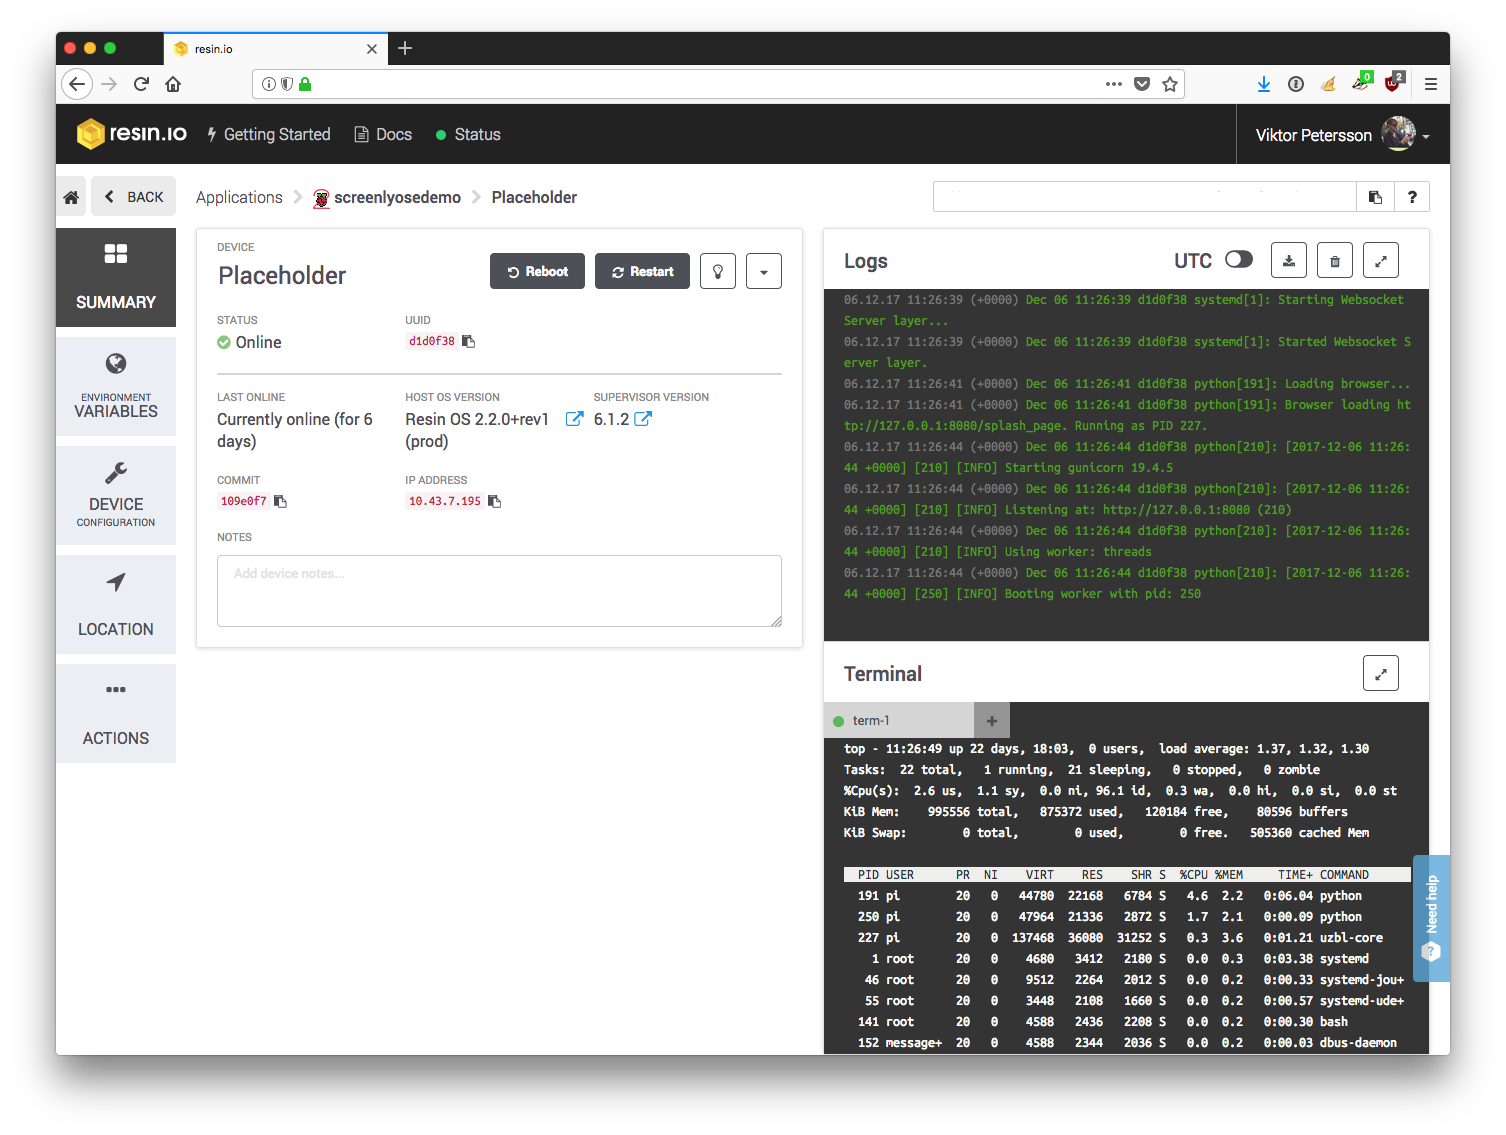 resin.io
0
2
resin.io
Getting Started
Docs
Status
Viktor Petersson
BACK
Applications
screenlyosedemo
Placeholder
?
SUMMARY
ENVIRONMENT
VARIABLES
DEVICE
CONFIGURATION
LOCATION
ACTIONS
DEVICE
Placeholder
Reboot
Restart
STATUS
UUID
Online
d1d0f38
LAST ONLINE
HOST OS VERSION
SUPERVISOR VERSION
Currently online (for 6
days)
Resin OS 2.2.0+rev1
(prod)
6.1.2
COMMIT
IP ADDRESS
109e0f7
10.43.7.195
NOTES
Add device notes...
Logs
UTC
06.12.17 11:26:39 (+0000) Dec 06 11:26:39 d1d0f38 systemd[1]: Starting Websocket
Server layer...
06.12.17 11:26:39 (+0000) Dec 06 11:26:39 d1d0f38 systemd[1]: Started Websocket S
erver layer.
06.12.17 11:26:41 (+0000) Dec 06 11:26:41 d1d0f38 python[191]: Loading browser...
06.12.17 11:26:41 (+0000) Dec 06 11:26:41 d1d0f38 python[191]: Browser loading ht
tp://127.0.0.1:8080/splash_page. Running as PID 227.
06.12.17 11:26:44 (+0000) Dec 06 11:26:44 d1d0f38 python[210]: [2017-12-06 11:26:
44 +0000] [210] [INFO] Starting gunicorn 19.4.5
06.12.17 11:26:44 (+0000) Dec 06 11:26:44 d1d0f38 python[210]: [2017-12-06 11:26:
44 +0000] [210] [INFO] Listening at: http://127.0.0.1:8080 (210)
06.12.17 11:26:44 (+0000) Dec 06 11:26:44 d1d0f38 python[210]: [2017-12-06 11:26:
44 +0000] [210] [INFO] Using worker: threads
06.12.17 11:26:44 (+0000) Dec 06 11:26:44 d1d0f38 python[210]: [2017-12-06 11:26:
44 +0000] [250] [INFO] Booting worker with pid: 250
Terminal
term-1
top - 11:26:49 up 22 days, 18:03,  0 users,  load average: 1.37, 1.32, 1.30
Tasks:  22 total,   1 running,  21 sleeping,   0 stopped,   0 zombie
%Cpu(s):  2.6 us,  1.1 sy,  0.0 ni, 96.1 id,  0.3 wa,  0.0 hi,  0.0 si,  0.0 st
KiB Mem:    995556 total,   875372 used,   120184 free,    80596 buffers
KiB Swap:        0 total,        0 used,        0 free.   505360 cached Mem
PID USER      PR  NI    VIRT    RES    SHR S  %CPU %MEM     TIME+ COMMAND
191 pi        20   0   44780  22168   6784 S   4.6  2.2   0:06.04 python
250 pi        20   0   47964  21336   2872 S   1.7  2.1   0:00.09 python
227 pi        20   0  137468  36080  31252 S   0.3  3.6   0:01.21 uzbl-core
1 root      20   0    4680   3412   2180 S   0.0  0.3   0:03.38 systemd
46 root      20   0    9512   2264   2012 S   0.0  0.2   0:00.33 systemd-jou+
55 root      20   0    3448   2108   1660 S   0.0  0.2   0:00.57 systemd-ude+
141 root      20   0    4588   2436   2208 S   0.0  0.2   0:00.30 bash
152 message+  20   0    4588   2344   2036 S   0.0  0.2   0:00.03 dbus-daemon
Need help
?